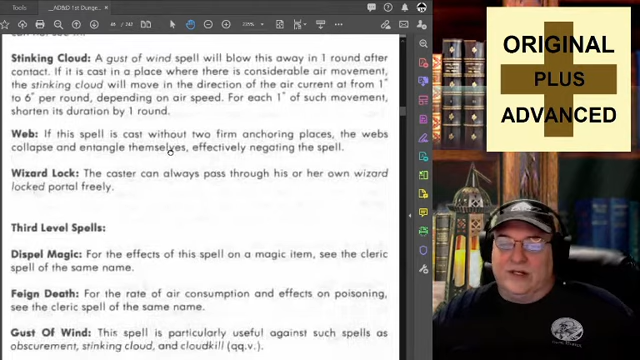 _ND&D 1st Dunge...
46 / 242
Stinking Cloud: A gust of wind spell will blow this away in 1 round after
contact. If it is cast in a place where there is considerable air movement,
the stinking cloud will move in the direction of the air current at from 1"
to 6" per round, depending on air speed. For each 1" of such movement,
shorten its duration by 1 round.
Web: If this spell is cast without two firm anchoring places, the webs
collapse and entangle themselves, effectively negating the spell.
Wizard Lock: The caster can always pass through his or her own wizard
locked portal freely.
Third Level Spells:
Dispel Magic: For the effects of this spell on a magic item, see the cleric
spell of the same name.
Feign Death: For the rate of air consumption and effects on poisoning,
see the cleric spell of the same name.
Gust Of Wind: This spell is particularly useful against such spells as
obscurement, stinking cloud, and cloudkill (qq.v.).
ORIGINAL
PLUS
ADVANCED